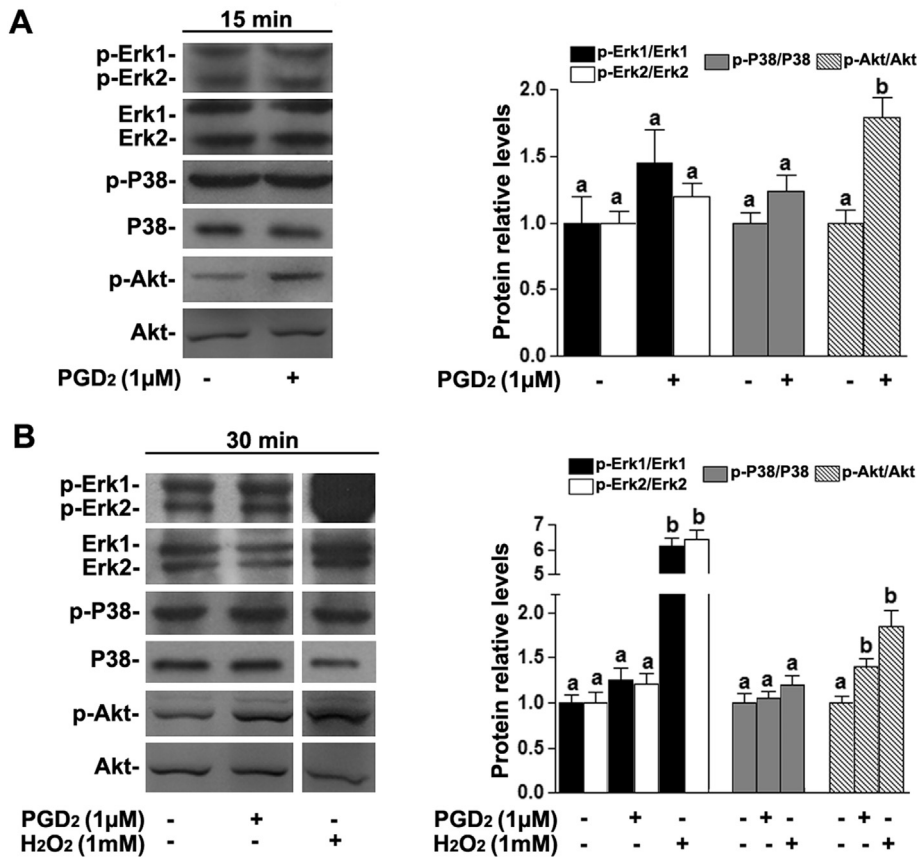 A
15 min
p-Erk1-
p-Erk2-
Erk1-
Erk2-
p-P38-
P38-
p-Akt-
Akt-
PGD2 (1µM) - +
p-Erk1/Erk1
p-Erk2/Erk2
p-P38/P38
p-Akt/Akt
Protein relative levels
2.0
1.5
1.0
0.5
0.0
a a a a a a a b
PGD2 (1µM) - + - + - +
B
30 min
p-Erk1-
p-Erk2-
Erk1-
Erk2-
p-P38-
P38-
p-Akt-
Akt-
PGD2 (1µM) - + -
H2O2 (1mM) - - +
p-Erk1/Erk1
p-Erk2/Erk2
p-P38/P38
p-Akt/Akt
Protein relative levels
7
6
5
2.0
1.5
1.0
0.5
0.0
a a a a b b a a a a b b
PGD2 (1µM) - + - - + - - + -
H2O2 (1mM) - - + - - + - - +